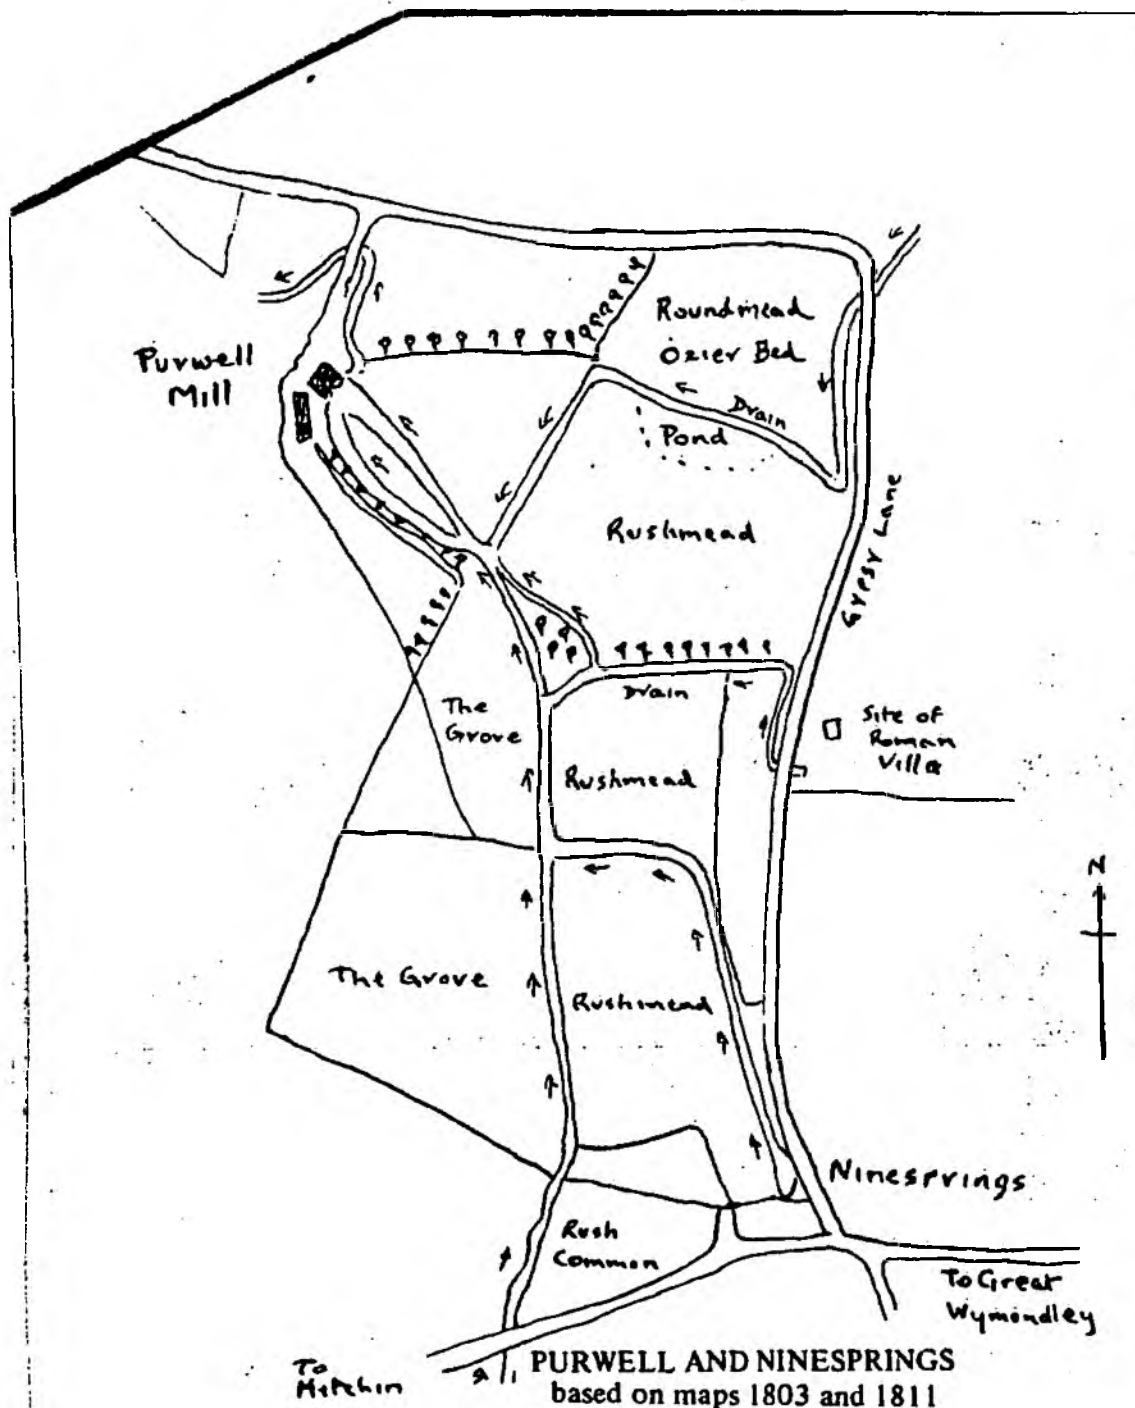 Roundmead
Ozier Bed
Purwell
Mill
Drain
Pond
Gypsy Lane
Rushmead
The
Grove
Drain
Site of
Roman
Villa
Rushmead
N
The Grove
Rushmead
Ninesprings
Rush
Common
To Great
Wymondley
To
Hitchin
PURWELL AND NINESPRINGS
based on maps 1803 and 1811